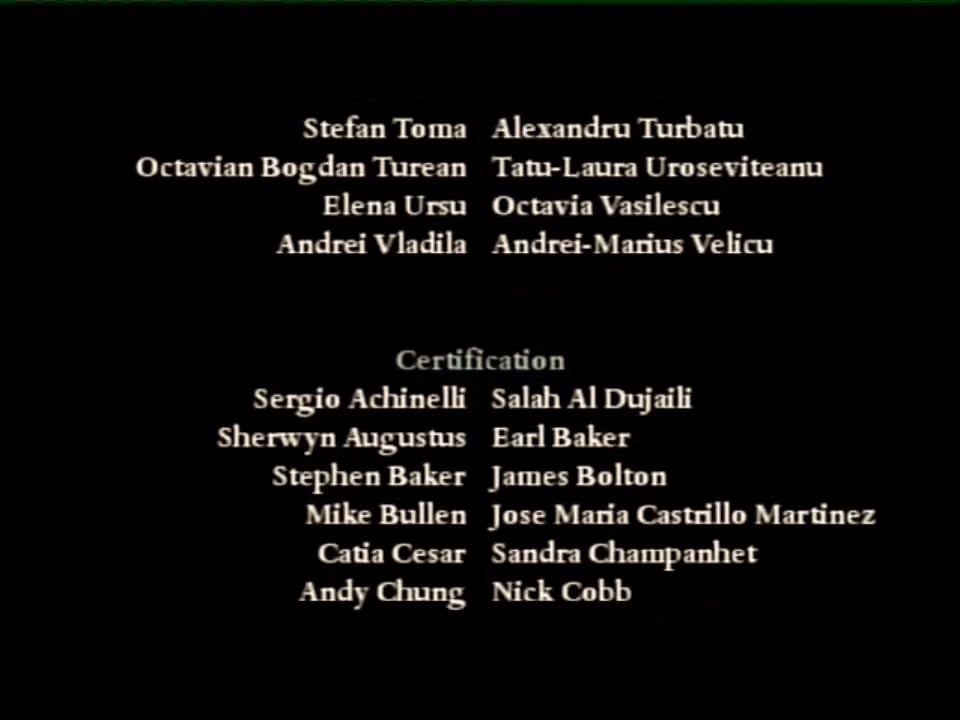 Stefan Toma Alexandru Turbatu
Octavian Bogdan Turean Tatu-Laura Uroseviteanu
Elena Ursu Octavia Vasilescu
Andrei Vladila Andrei-Marius Velicu
Certification
Sergio Achinelli Salah Al Dujaili
Sherwyn Augustus Earl Baker
Stephen Baker James Bolton
Mike Bullen Jose Maria Castrillo Martinez
Catia Cesar Sandra Champanhet
Andy Chung Nick Cobb